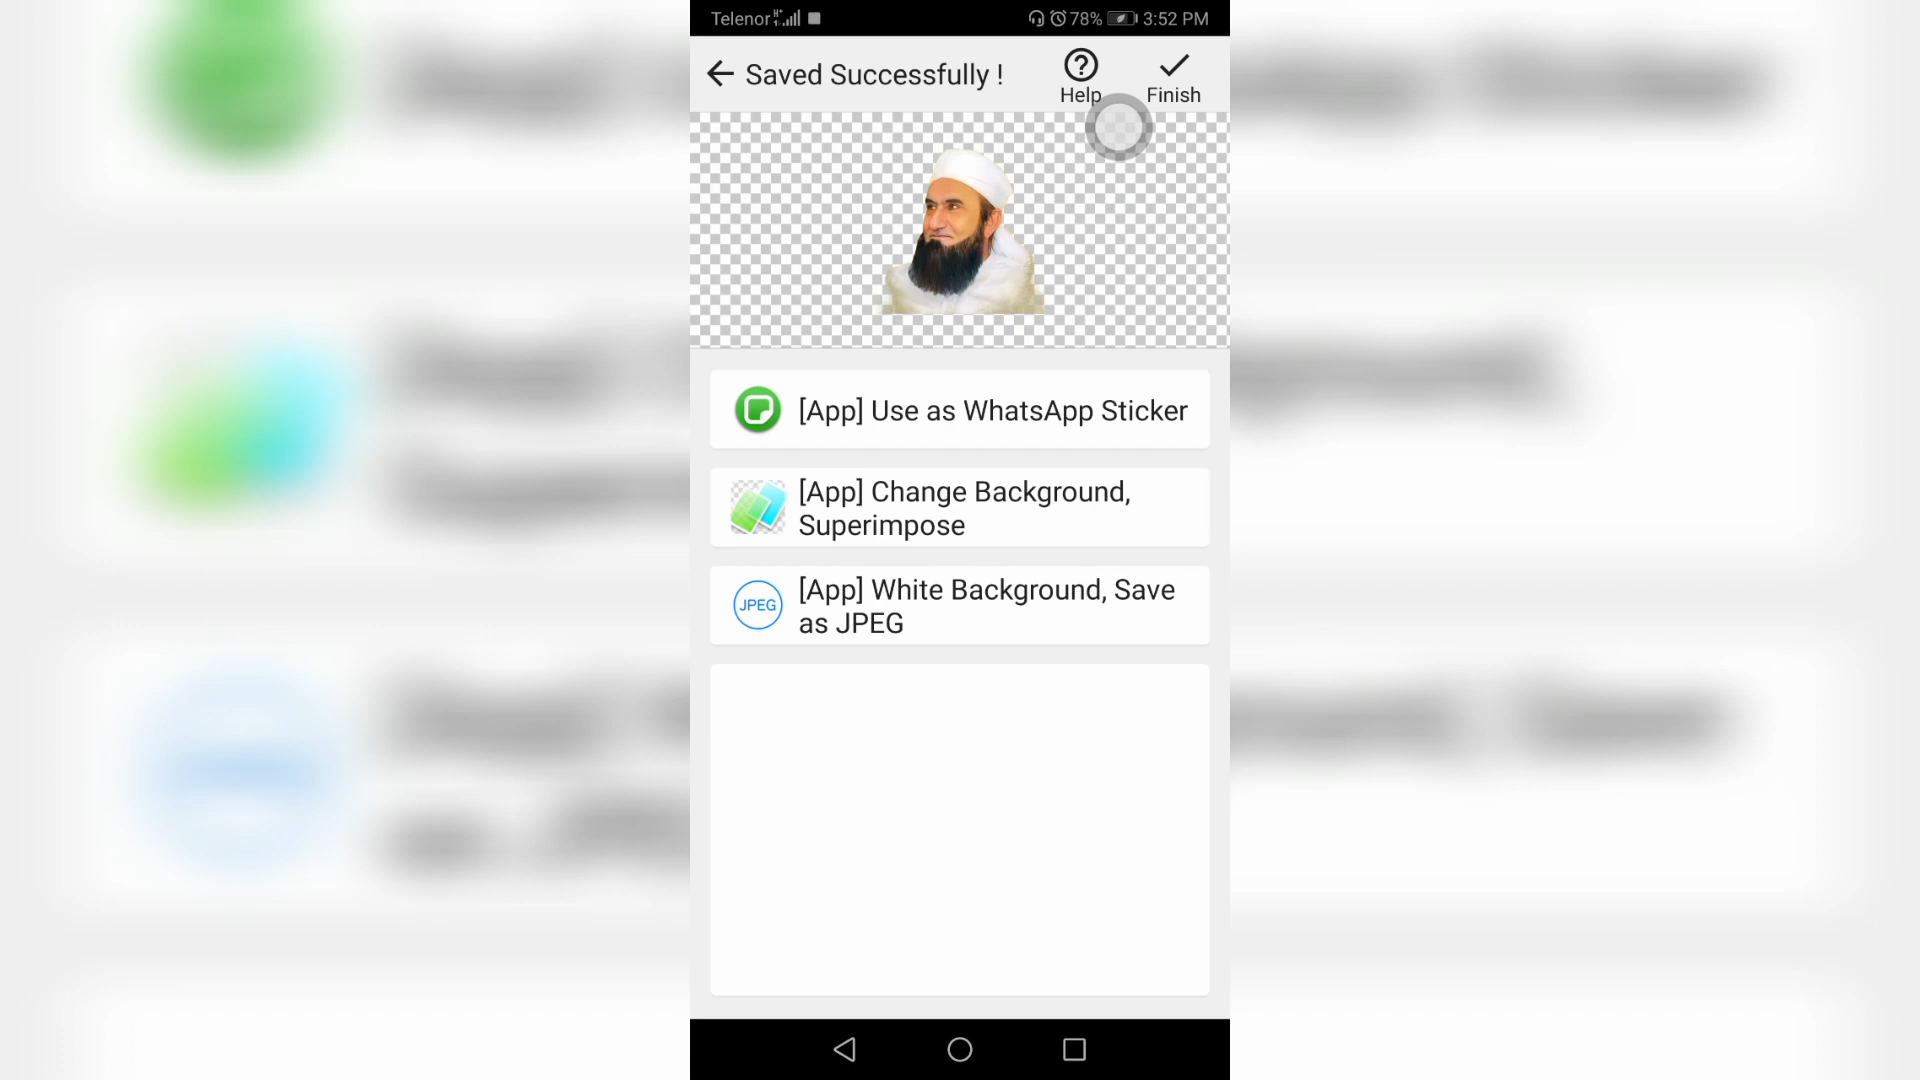 Telenor 78% 3:52 PM
Saved Successfully !
Help
Finish
[App] Use as WhatsApp Sticker
[App] Change Background,
Superimpose
JPEG
[App] White Background, Save
as JPEG